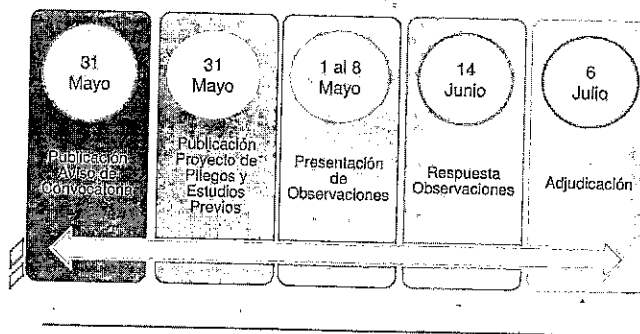 31
Mayo
Publicación
Aviso de
Convocatoria
31
Mayo
Publicación
Proyecto de
Pliegos y
Estudios
Previos
1 al 8
Mayo
Presentación
de
Observaciones
14
Junio
Respuesta
Observaciones
6
Julio
Adjudicación